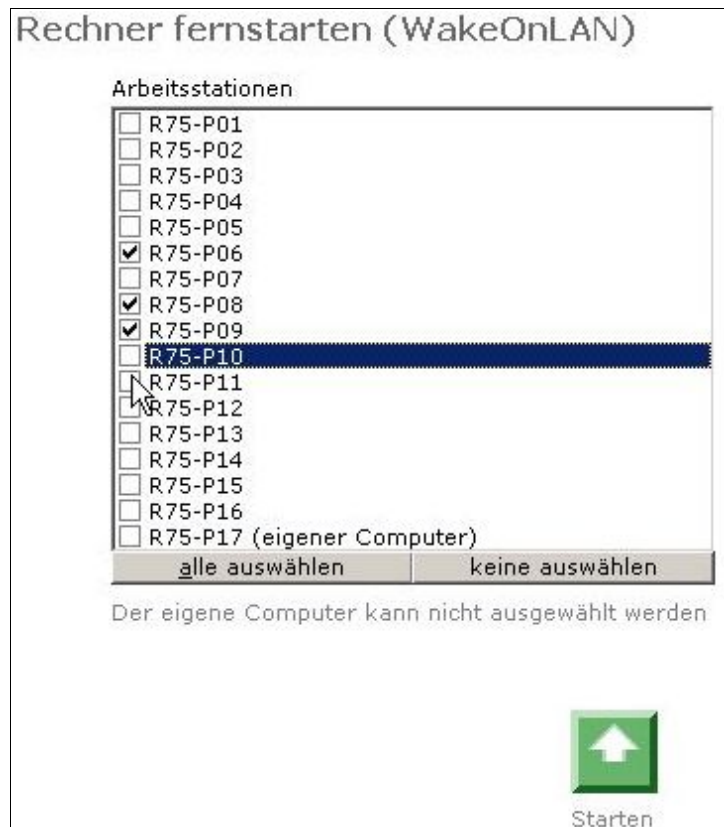 Rechner fernstarten (WakeOnLAN)
Arbeitsstationen
R75-P01
R75-P02
R75-P03
R75-P04
R75-P05
R75-P06
R75-P07
R75-P08
R75-P09
R75-P10
R75-P11
R75-P12
R75-P13
R75-P14
R75-P15
R75-P16
R75-P17 (eigener Computer)
alle auswählen keine auswählen
Der eigene Computer kann nicht ausgewählt werden
Starten